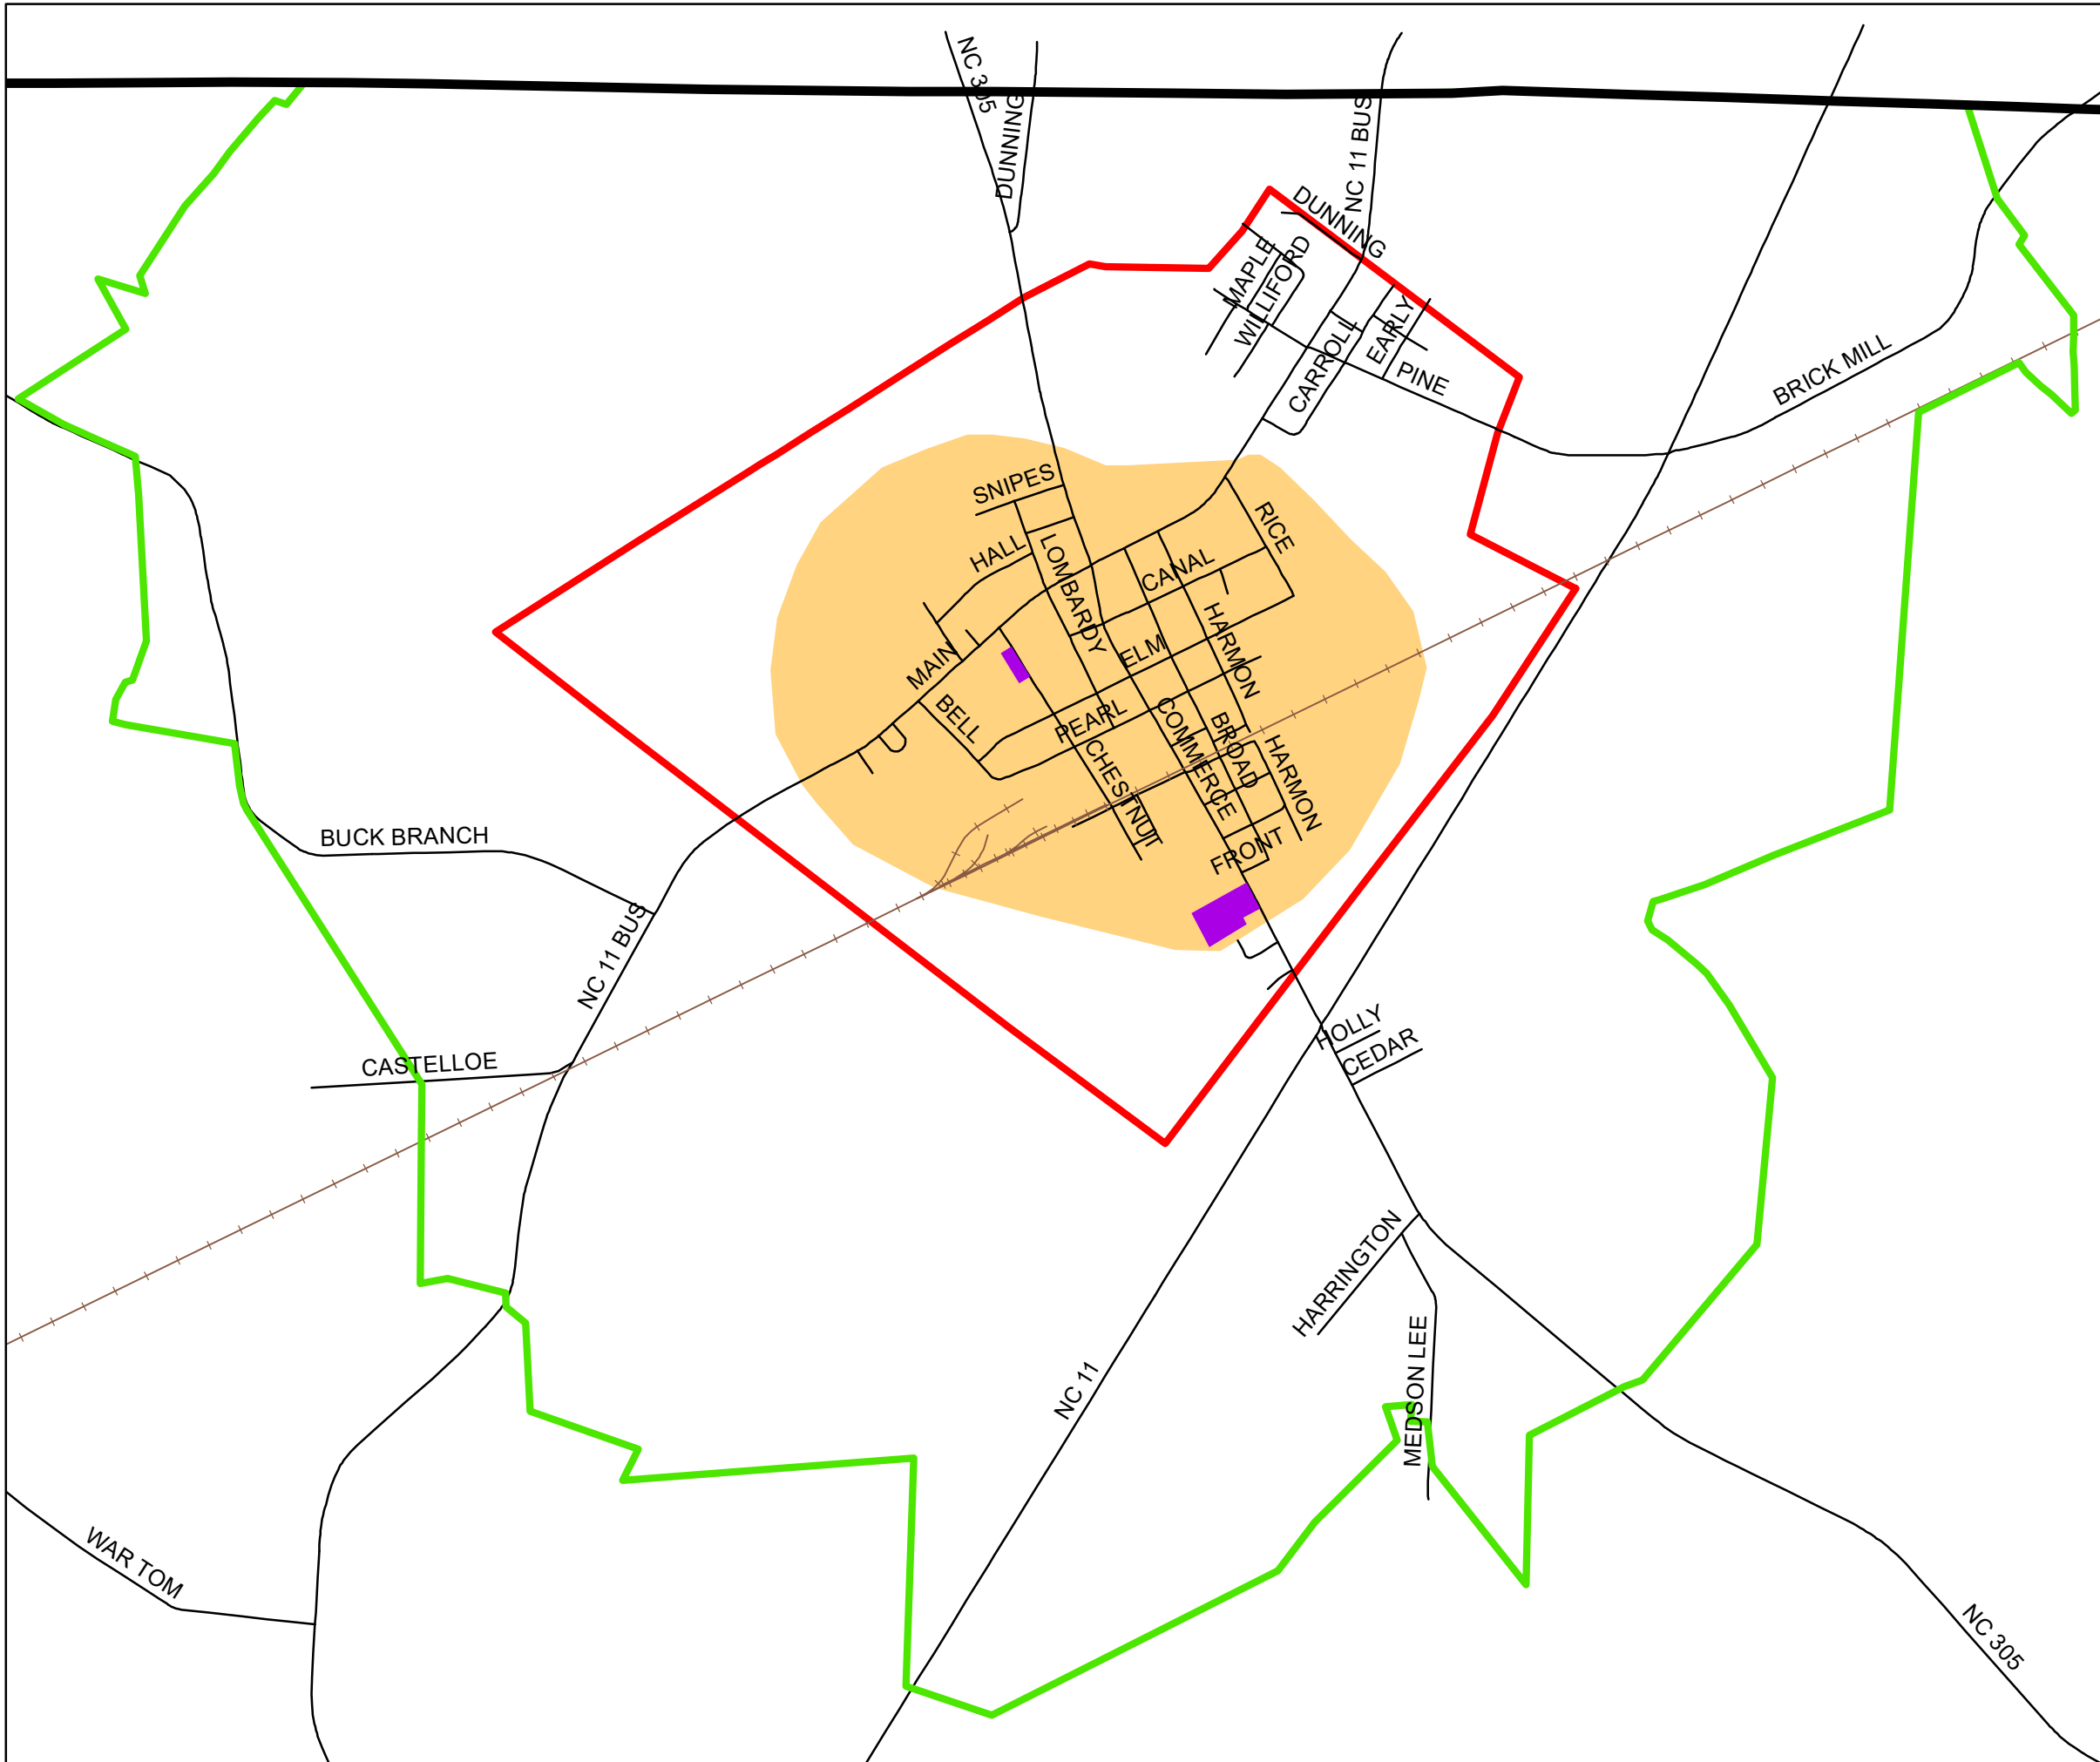 NC 305
DUNNING
NC 11 BUS
DUNNING
MAPLE
WILLIFORD
CARROLL
EARLY
PINE
BRICK MILL
SNIPES
HALL
LOMBARDY
RICE
CANAL
MAIN
ELM
HARMON
BELL
PEARL
COMMERCE
BROAD
CHESTNUT
HARMON
FRONT
BUCK BRANCH
NC 11 BUS
CASTELLOE
HOLLY
CEDAR
HARRINGTON
MEDSON LEE
NC 11
WAR TOM
NC 305